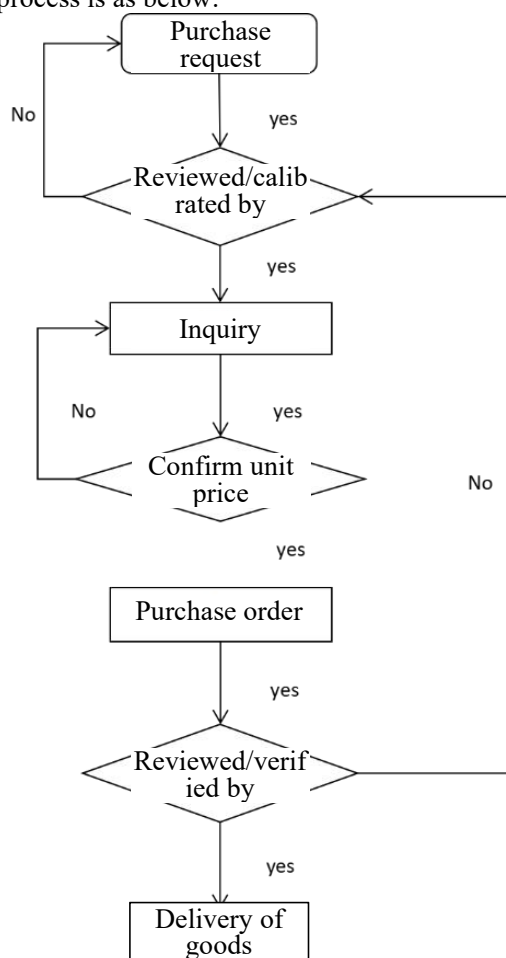 process is as below:
Purchase
request
No
yes
Reviewed/calib
rated by
yes
Inquiry
No
yes
Confirm unit
price
No
yes
Purchase order
yes
Reviewed/verif
ied by
yes
Delivery of
goods